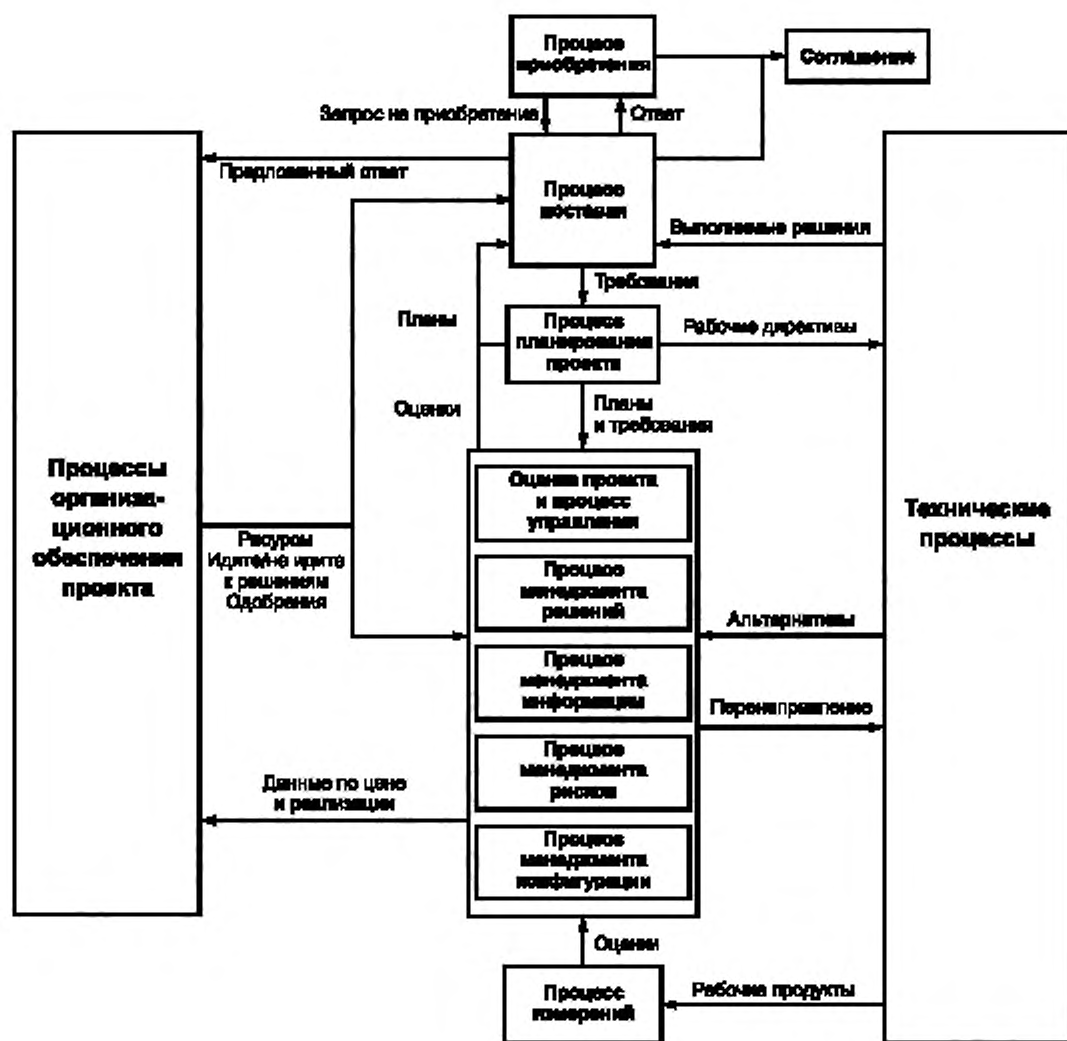 Процесс
приобретения
Соглашение
Запрос на приобретение
Ответ
Предложенный ответ
Процесс
поставки
Выполнимые решения
Требования
Планы
Процесс
планирования
проекта
Рабочие директивы
Оценки
Планы
и требования
Процессы
организа-
ционного
обеспечения
проекта
Оценка проекта
и процесс
управления
Технические
процессы
Ресурсы
к решениям
Одобрения
Процесс
менеджмента
решений
Альтернативы
Процесс
менеджмента
информации
Перенаправление
Процесс
менеджмента
рисков
Данные по цене
и реализации
Процесс
менеджмента
конфигурации
Оценки
Процесс
измерений
Рабочие продукты